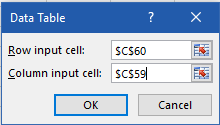 Data Table ? ×
Row input cell: $C$60
Column input cell: $C$59
OK Cancel